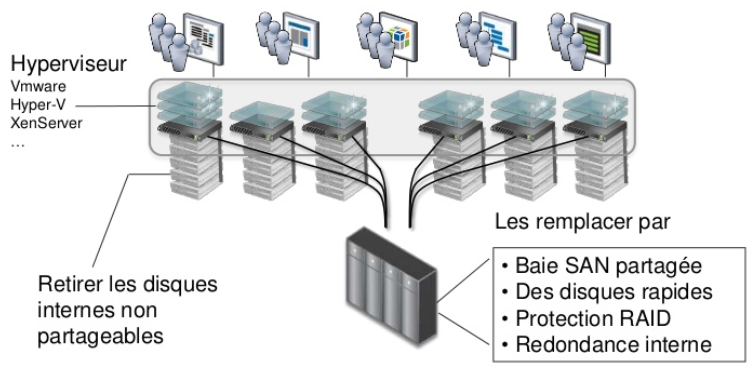 Hyperviseur
Vmware
Hyper-V
XenServer
...
Les remplacer par
Retirer les disques
internes non
partageables
• Baie SAN partagée
• Des disques rapides
• Protection RAID
• Redondance interne